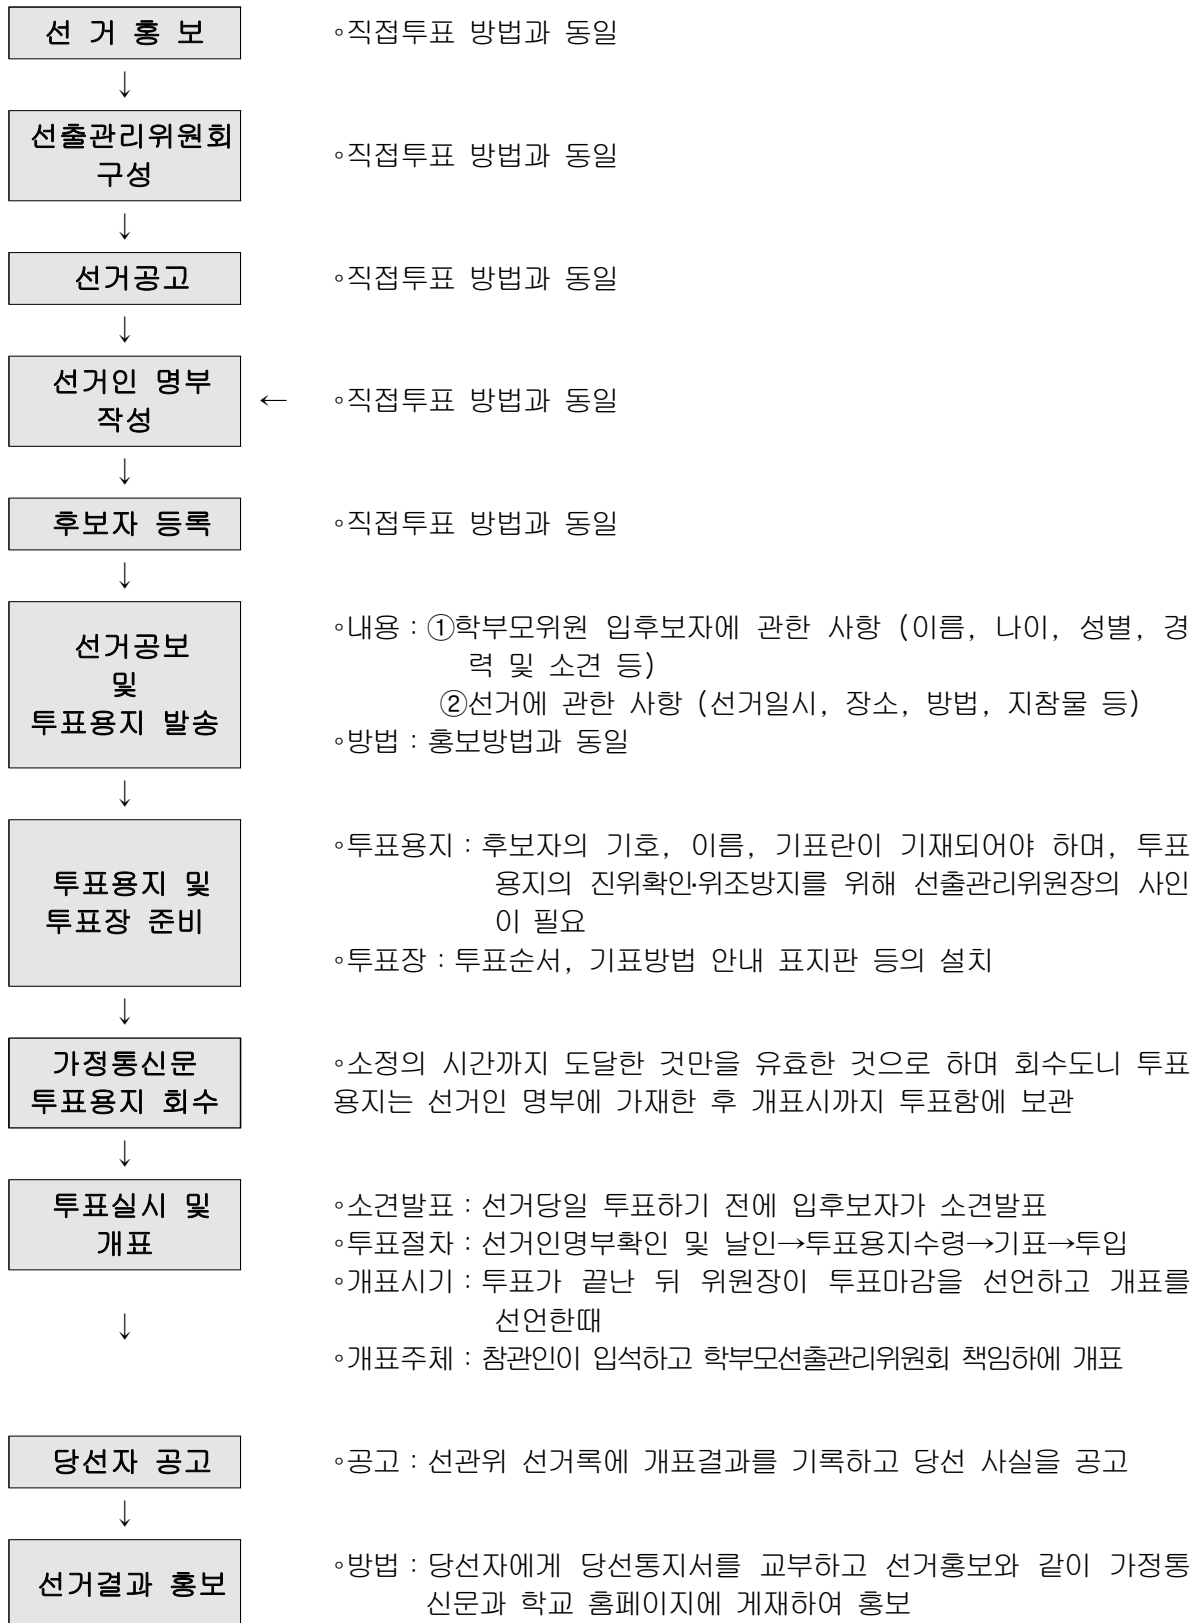 선 거 홍 보
◦직접투표 방법과 동일
↓
선출관리위원회
구성
◦직접투표 방법과 동일
↓
선거공고
◦직접투표 방법과 동일
↓
선거인 명부
작성
←
◦직접투표 방법과 동일
↓
후보자 등록
◦직접투표 방법과 동일
↓
선거공보
및
투표용지 발송
◦내용 : ①학부모위원 입후보자에 관한 사항 (이름, 나이, 성별, 경
력 및 소견 등)
②선거에 관한 사항 (선거일시, 장소, 방법, 지참물 등)
◦방법 : 홍보방법과 동일
↓
투표용지 및
투표장 준비
◦투표용지 : 후보자의 기호, 이름, 기표란이 기재되어야 하며, 투표
용지의 진위확인·위조방지를 위해 선출관리위원장의 사인
이 필요
◦투표장 : 투표순서, 기표방법 안내 표지판 등의 설치
↓
가정통신문
투표용지 회수
◦소정의 시간까지 도달한 것만을 유효한 것으로 하며 회수도니 투표
용지는 선거인 명부에 가재한 후 개표시까지 투표함에 보관
↓
투표실시 및
개표
◦소견발표 : 선거당일 투표하기 전에 입후보자가 소견발표
◦투표절차 : 선거인명부확인 및 날인→투표용지수령→기표→투입
◦개표시기 : 투표가 끝난 뒤 위원장이 투표마감을 선언하고 개표를
선언한때
◦개표주체 : 참관인이 입석하고 학부모선출관리위원회 책임하에 개표
↓
당선자 공고
◦공고 : 선관위 선거록에 개표결과를 기록하고 당선 사실을 공고
↓
선거결과 홍보
◦방법 : 당선자에게 당선통지서를 교부하고 선거홍보와 같이 가정통
신문과 학교 홈페이지에 게재하여 홍보